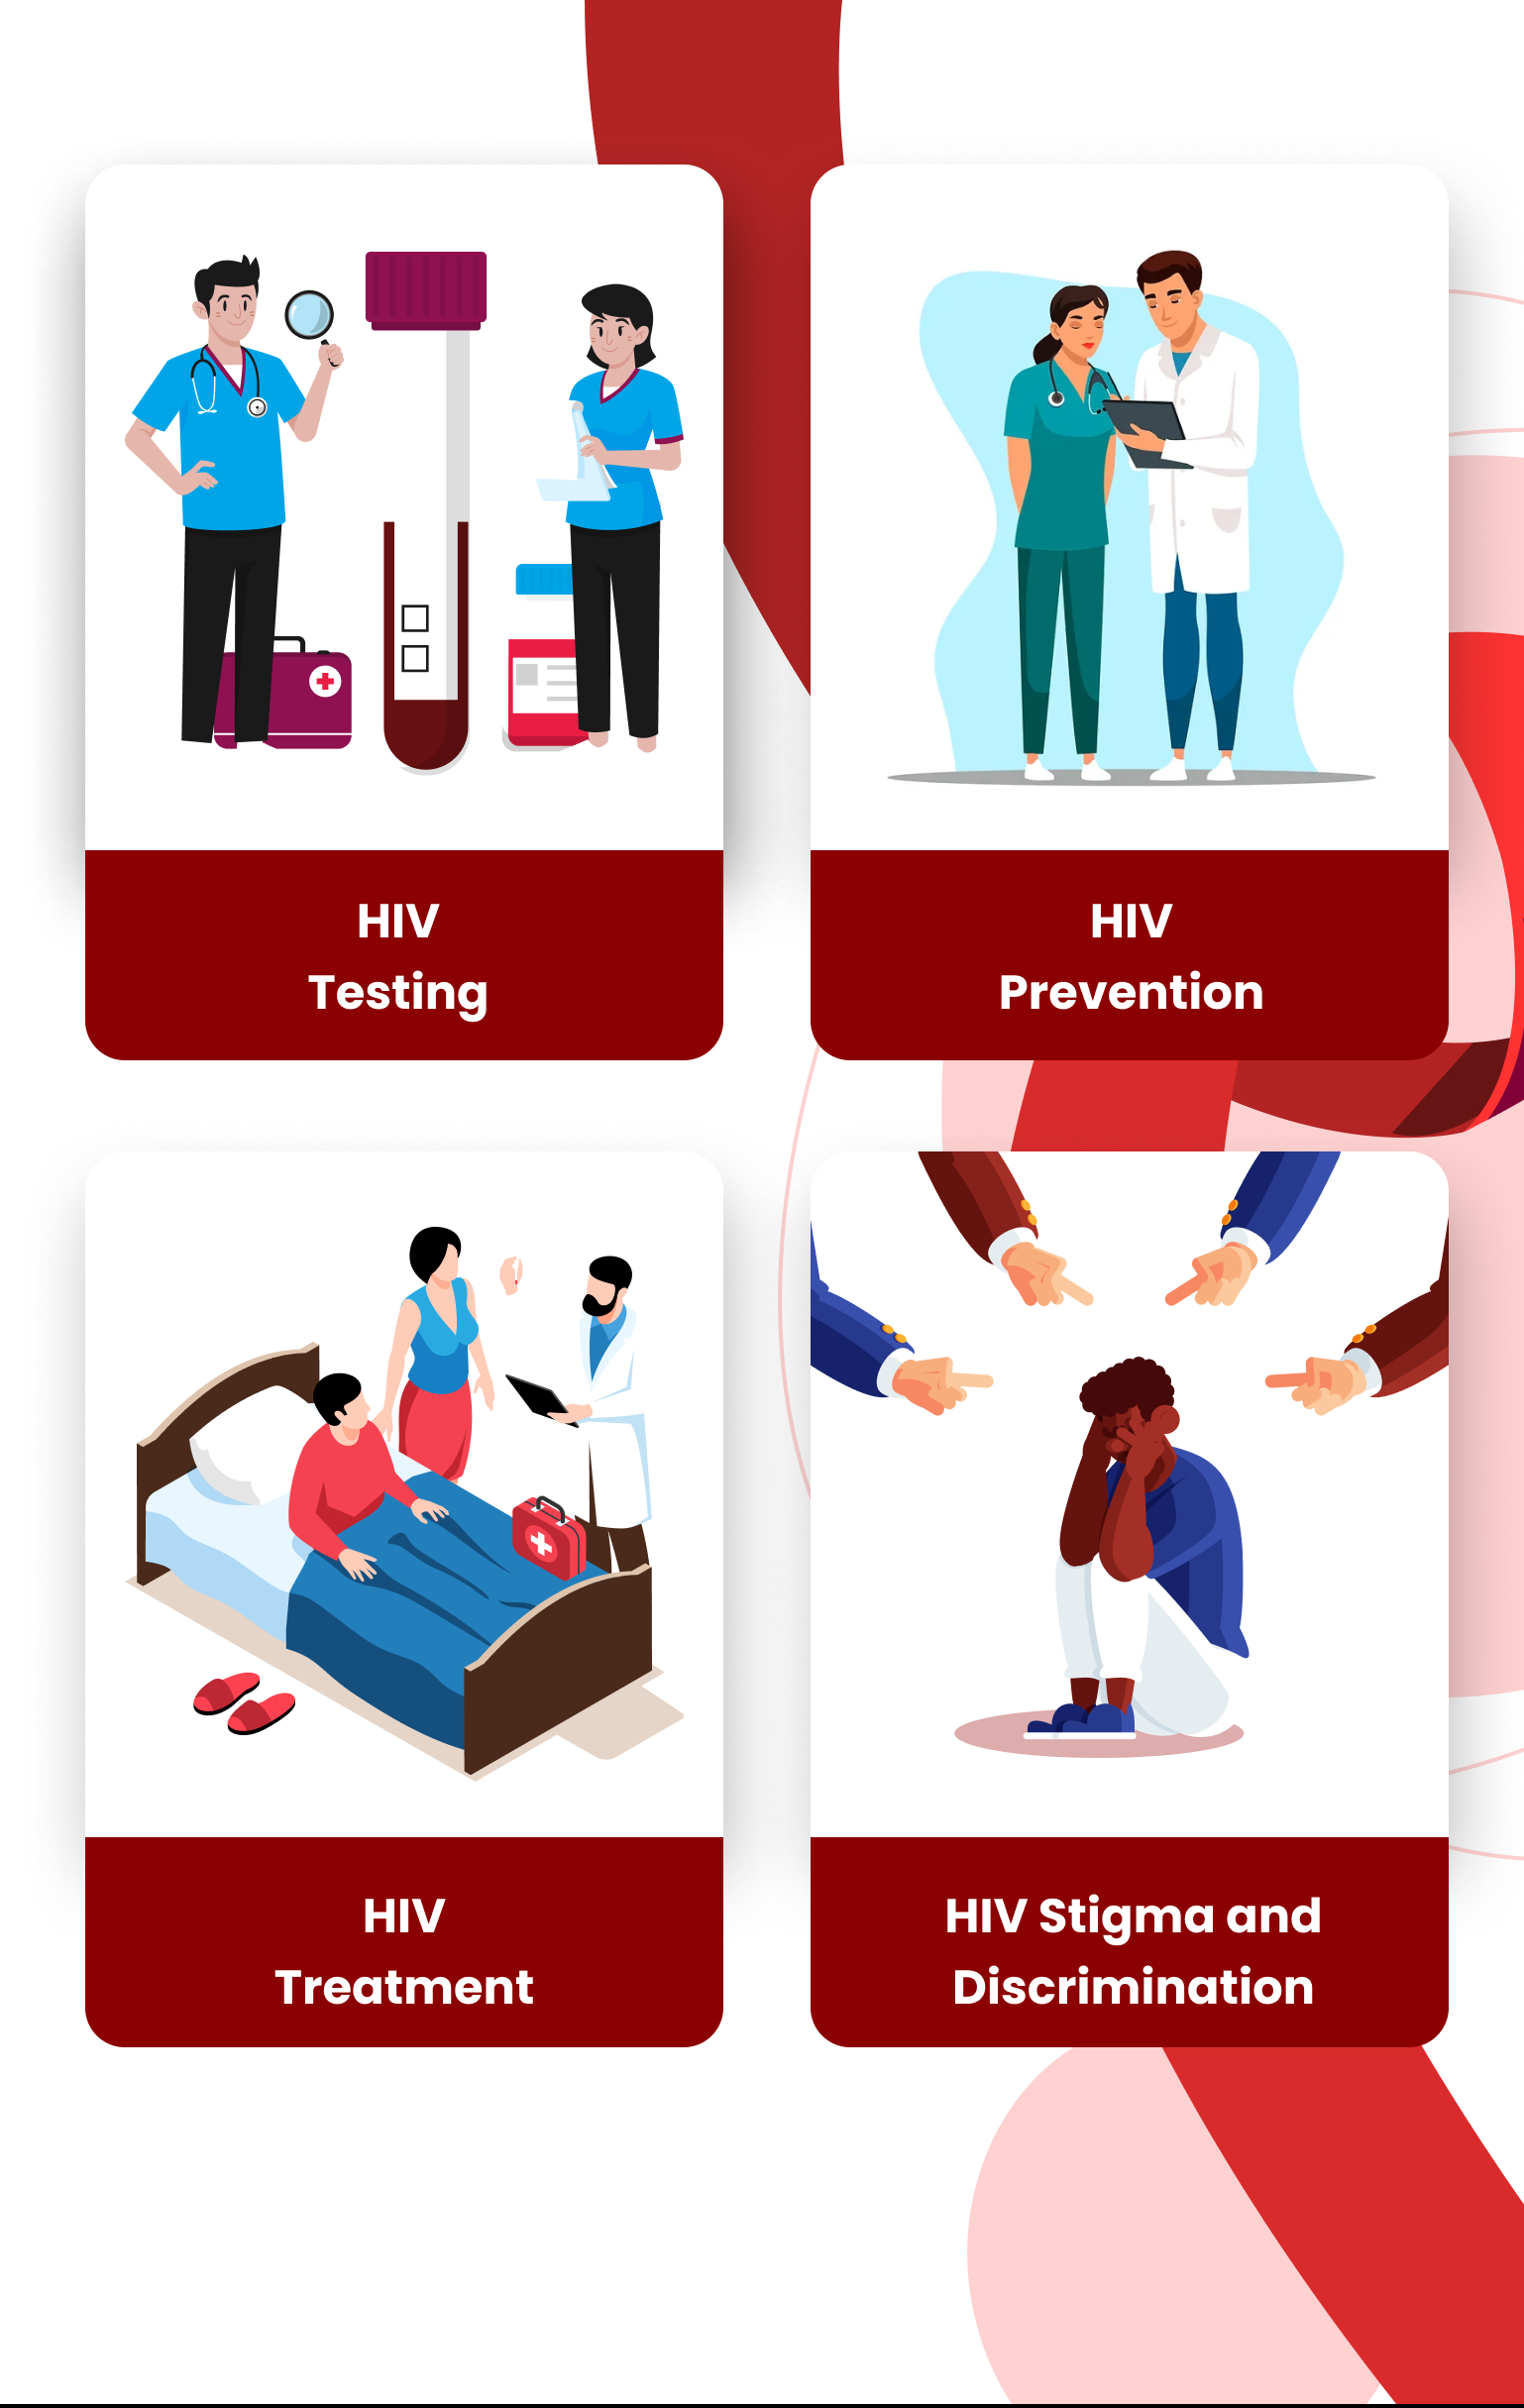 HIV
Testing
HIV
Prevention
HIV
Treatment
HIV Stigma and
Discrimination